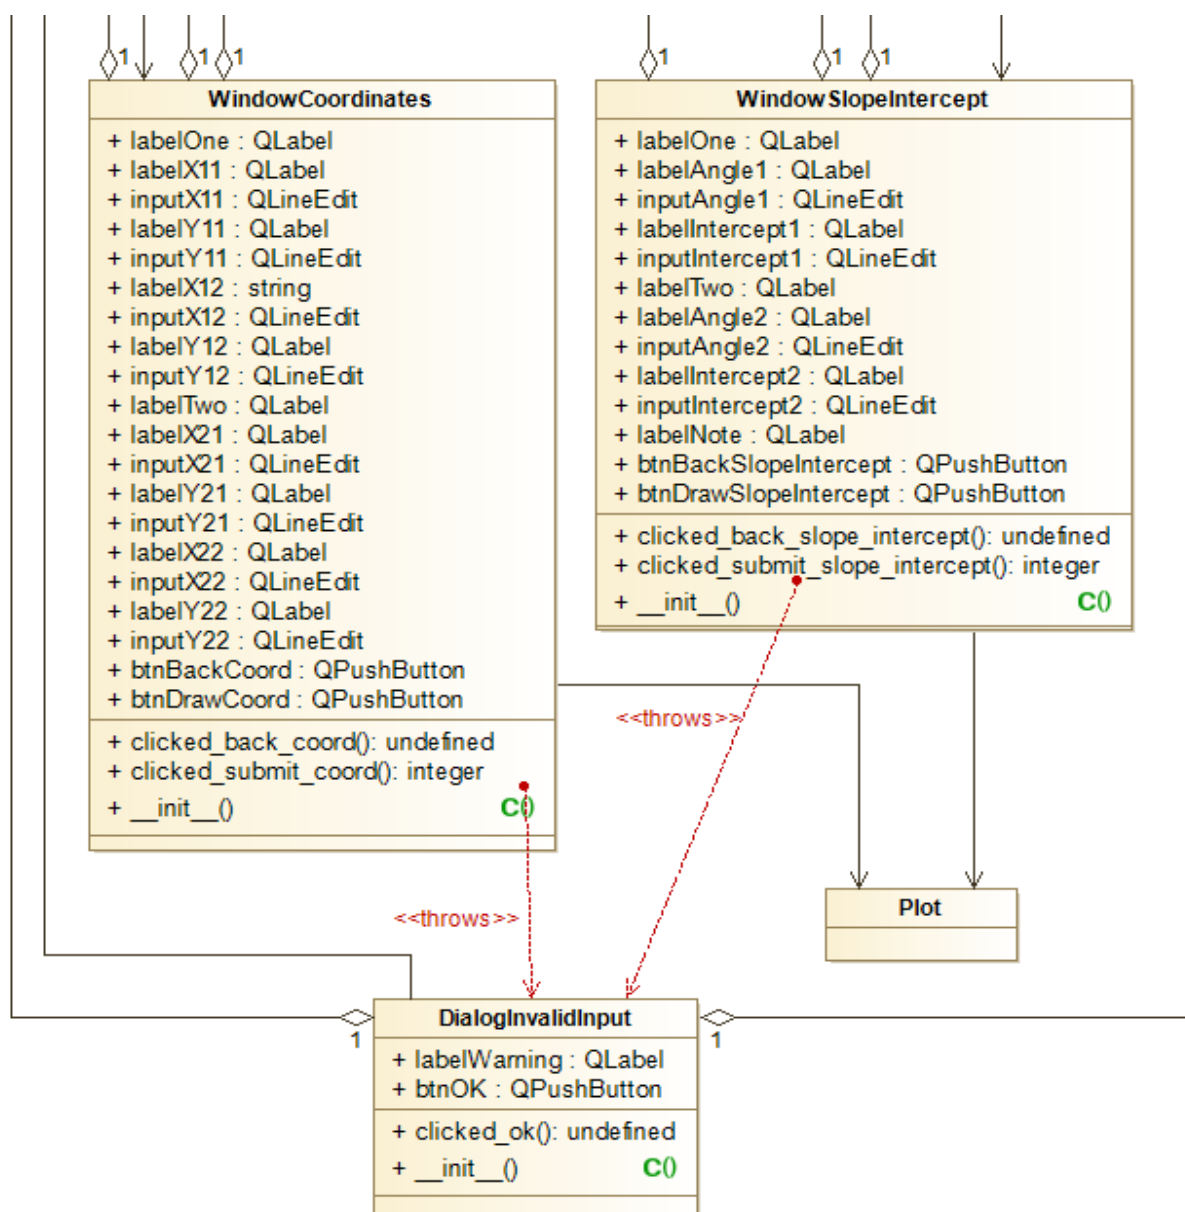 1
1
1
1
1
1
WindowCoordinates
+ labelOne : QLabel
+ labelX11 : QLabel
+ inputX11 : QLineEdit
+ labelY11 : QLabel
+ inputY11 : QLineEdit
+ labelX12 : string
+ inputX12 : QLineEdit
+ labelY12 : QLabel
+ inputY12 : QLineEdit
+ labelTwo : QLabel
+ labelX21 : QLabel
+ inputX21 : QLineEdit
+ labelY21 : QLabel
+ inputY21 : QLineEdit
+ labelX22 : QLabel
+ inputX22 : QLineEdit
+ labelY22 : QLabel
+ inputY22 : QLineEdit
+ btnBackCoord : QPushButton
+ btnDrawCoord : QPushButton
+ clicked_back_coord(): undefined
+ clicked_submit_coord(): integer
+ __init__() C()
WindowSlopeIntercept
+ labelOne : QLabel
+ labelAngle1 : QLabel
+ inputAngle1 : QLineEdit
+ labelIntercept1 : QLabel
+ inputIntercept1 : QLineEdit
+ labelTwo : QLabel
+ labelAngle2 : QLabel
+ inputAngle2 : QLineEdit
+ labelIntercept2 : QLabel
+ inputIntercept2 : QLineEdit
+ labelNote : QLabel
+ btnBackSlopeIntercept : QPushButton
+ btnDrawSlopeIntercept : QPushButton
+ clicked_back_slope_intercept(): undefined
+ clicked_submit_slope_intercept(): integer
+ __init__() C()
<<throws>>
<<throws>>
Plot
1
1
DialogInvalidInput
+ labelWarning : QLabel
+ btnOK : QPushButton
+ clicked_ok(): undefined
+ __init__() C()